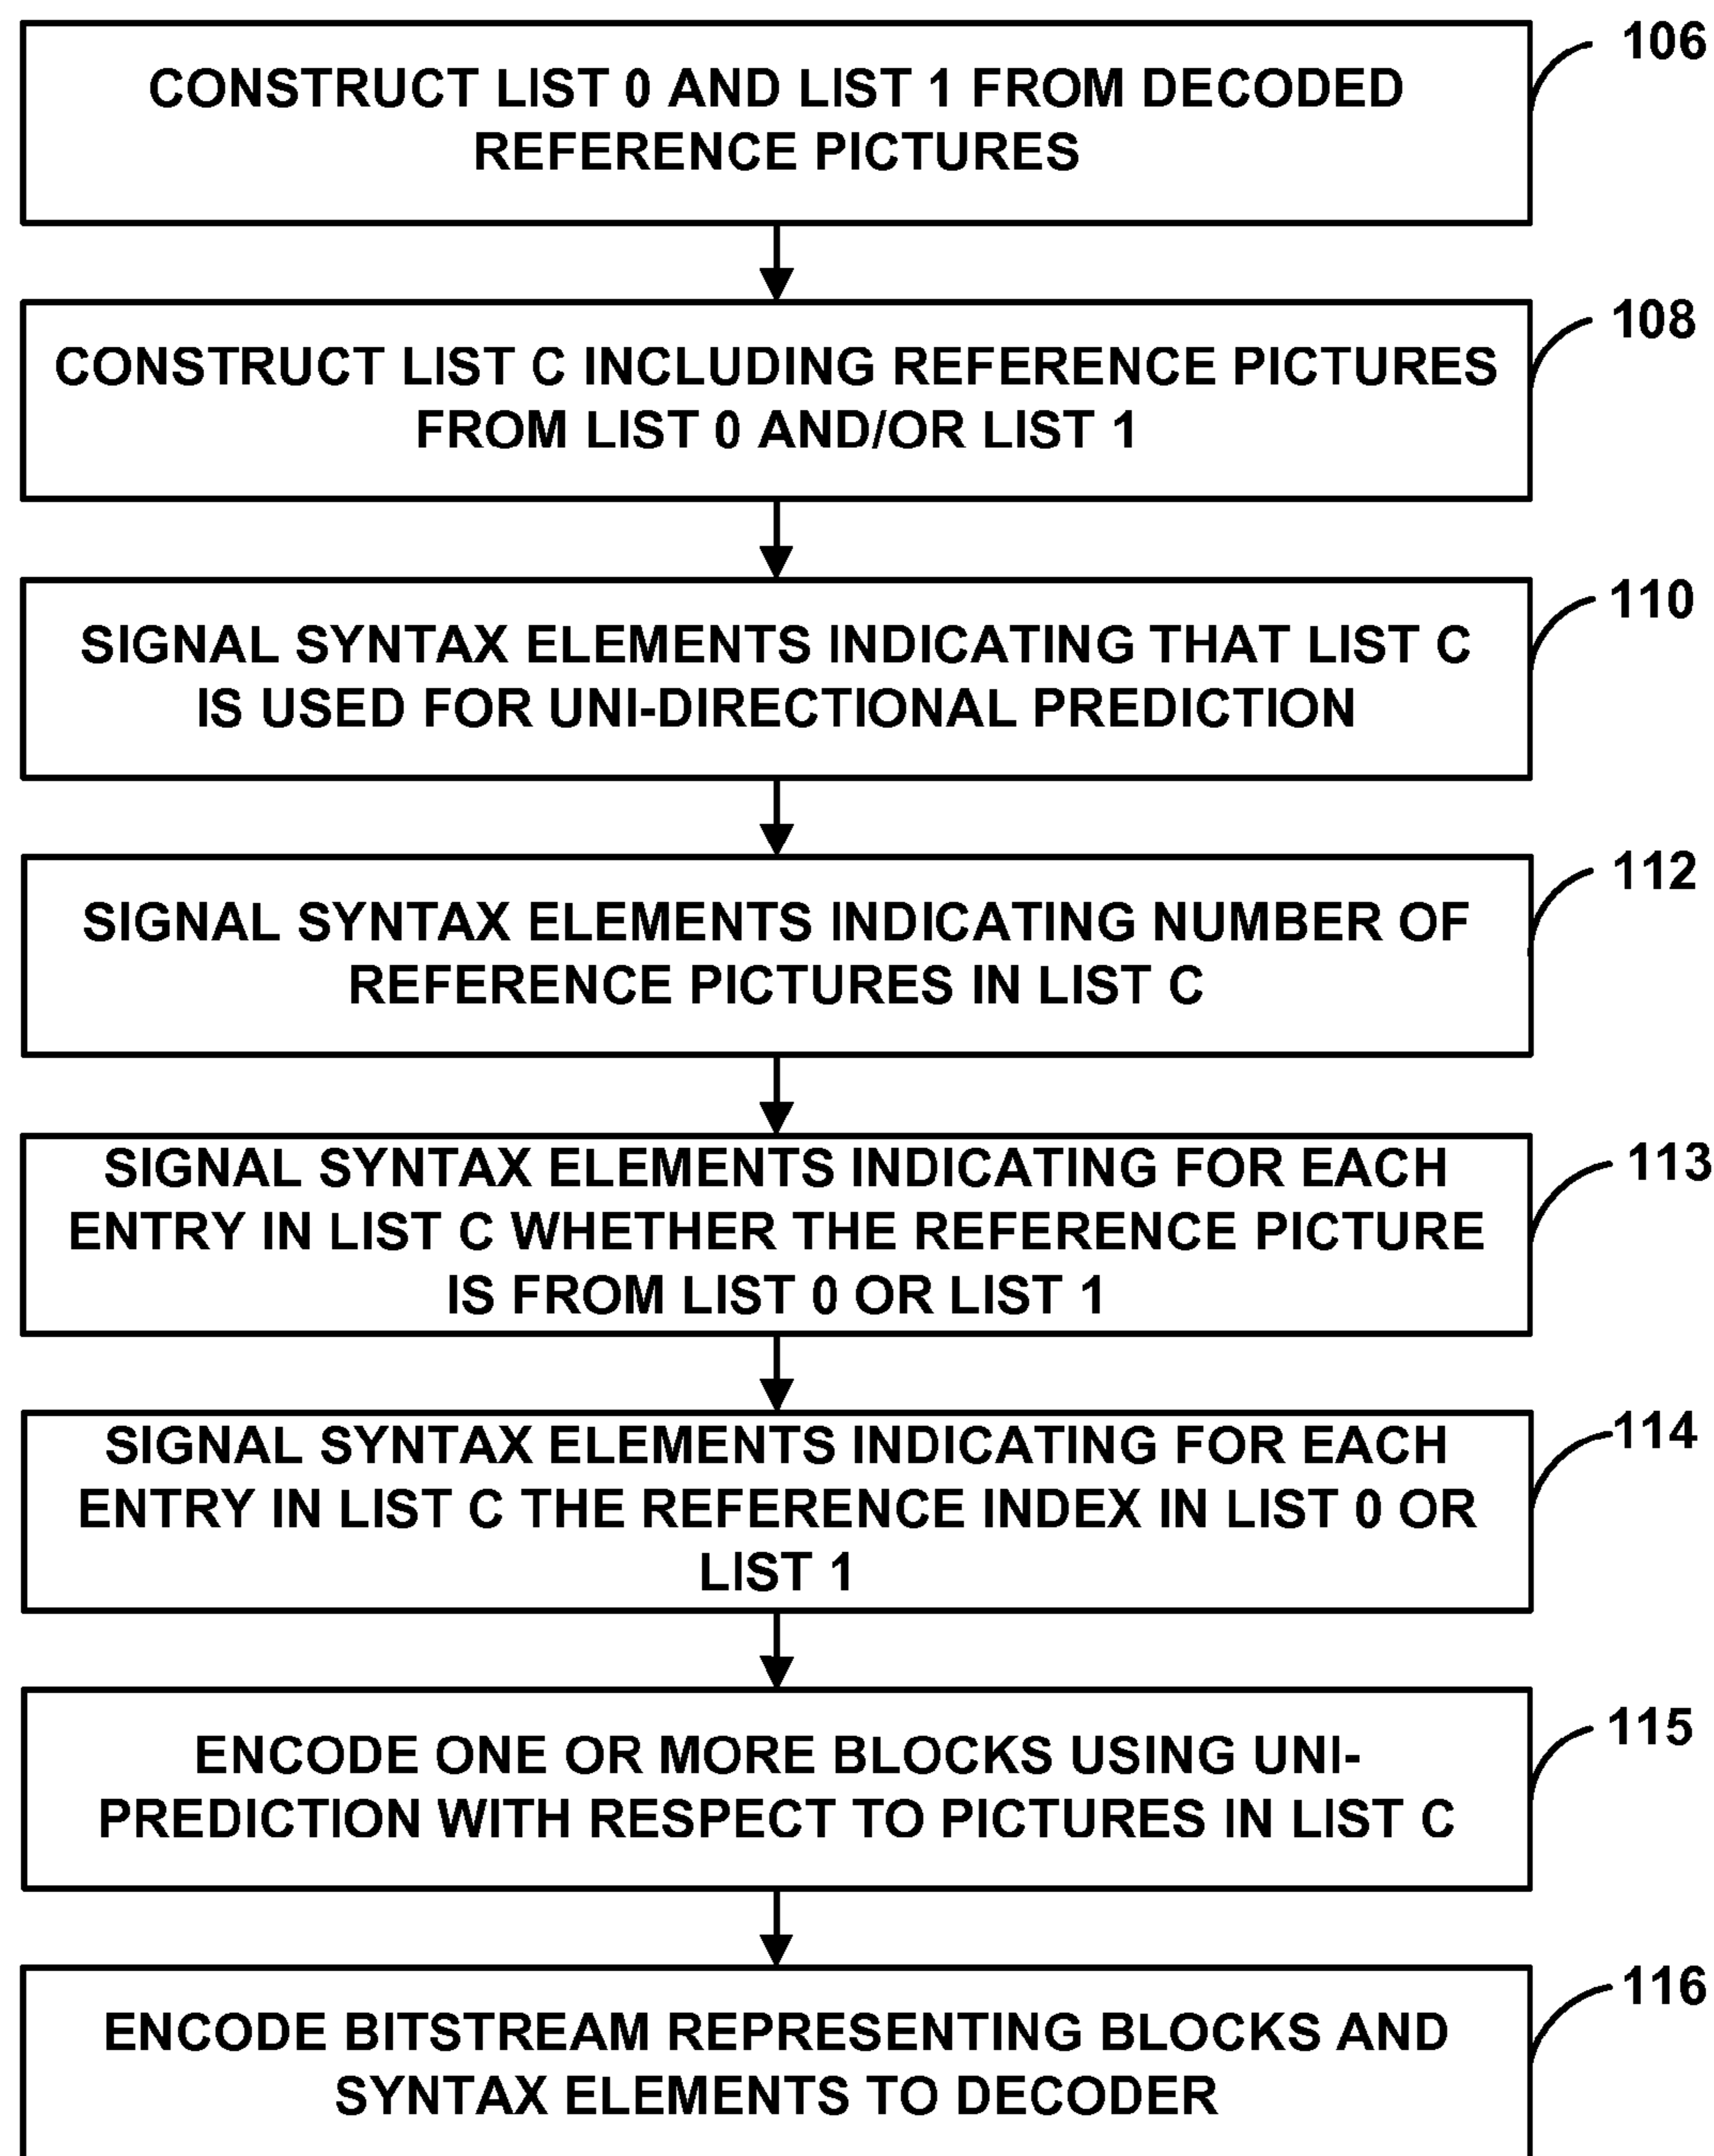 106
CONSTRUCT LIST 0 AND LIST 1 FROM DECODED
REFERENCE PICTURES
108
CONSTRUCT LIST C INCLUDING REFERENCE PICTURES
FROM LIST 0 AND/OR LIST 1
110
SIGNAL SYNTAX ELEMENTS INDICATING THAT LIST C
IS USED FOR UNI-DIRECTIONAL PREDICTION
112
SIGNAL SYNTAX ELEMENTS INDICATING NUMBER OF
REFERENCE PICTURES IN LIST C
113
SIGNAL SYNTAX ELEMENTS INDICATING FOR EACH
ENTRY IN LIST C WHETHER THE REFERENCE PICTURE
IS FROM LIST 0 OR LIST 1
114
SIGNAL SYNTAX ELEMENTS INDICATING FOR EACH
ENTRY IN LIST C THE REFERENCE INDEX IN LIST 0 OR
LIST 1
115
ENCODE ONE OR MORE BLOCKS USING UNI-
PREDICTION WITH RESPECT TO PICTURES IN LIST C
116
ENCODE BITSTREAM REPRESENTING BLOCKS AND
SYNTAX ELEMENTS TO DECODER